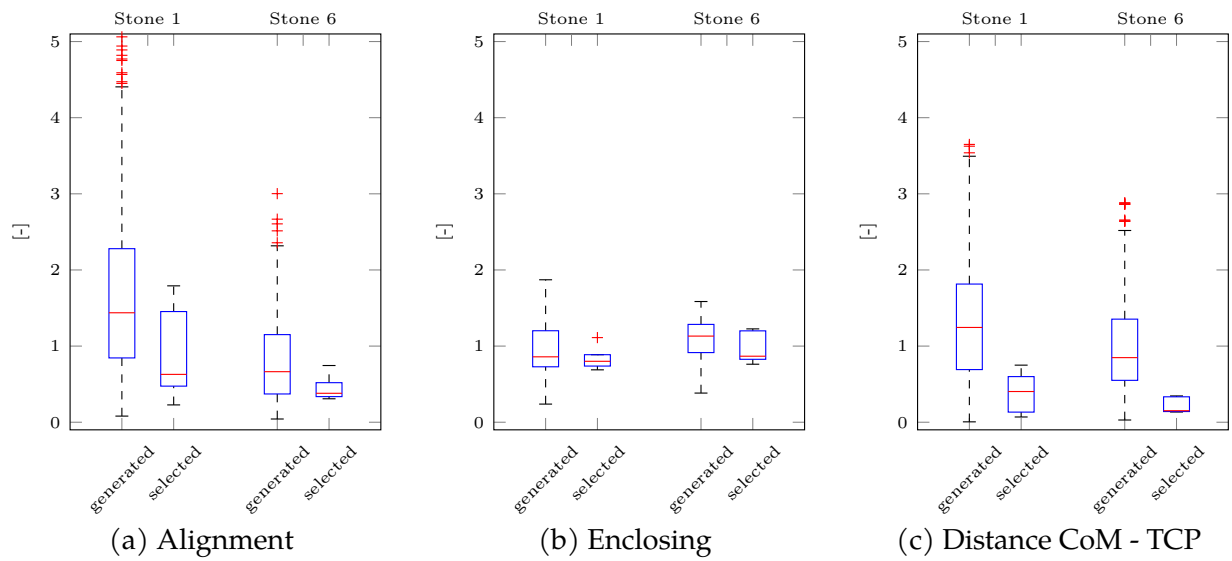 Stone 1 Stone 6
5
4
3
2
1
0
[-]
generated selected generated selected
(a) Alignment
Stone 1 Stone 6
5
4
3
2
1
0
[-]
generated selected generated selected
(b) Enclosing
Stone 1 Stone 6
5
4
3
2
1
0
[-]
generated selected generated selected
(c) Distance CoM - TCP